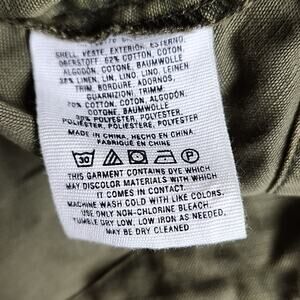 SHELL, VESTE, EXTERIOR, ESTERNO,
OBERSTOFF: 62% COTTON, COTON,
ALGODÓN, COTONE, BAUMWOLLE
38% LINEN, LIN, LINO, LINO, LEINEN
TRIM, BORDURE, ADORNOS,
GUARNIZIONI, TRIMM:
70% COTTON, COTON, ALGODÓN,
COTONE, BAUMWOLLE
30% POLYESTER, POLYESTER,
POLIÉSTER, POLIESTERE, POLYESTER
MADE IN CHINA, HECHO EN CHINA,
FABRIQUÉ EN CHINE
30 P
THIS GARMENT CONTAINS DYE WHICH
MAY DISCOLOR MATERIALS WITH WHICH
IT COMES IN CONTACT.
MACHINE WASH COLD WITH LIKE COLORS.
USE ONLY NON-CHLORINE BLEACH.
TUMBLE DRY LOW, LOW IRON AS NEEDED.
MAY BE DRY CLEANED